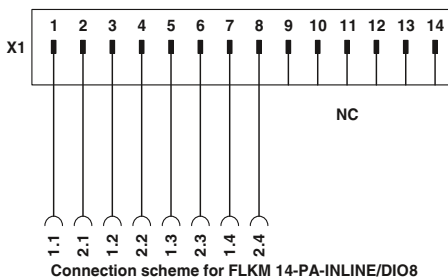 1 2 3 4 5 6 7 8 9 10 11 12 13 14
X1
NC
1.1 2.1 1.2 2.2 1.3 2.3 1.4 2.4
Connection scheme for FLKM 14-PA-INLINE/DIO8